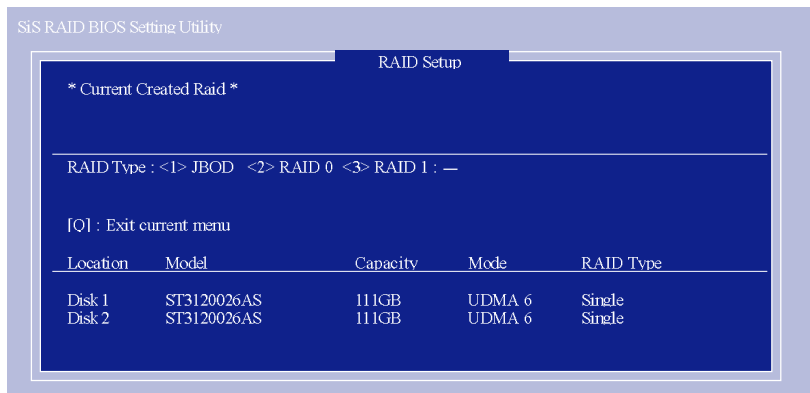 SiS RAID BIOS Setting Utility
RAID Setup
* Current Created Raid *
RAID Type : <1> JBOD <2> RAID 0 <3> RAID 1 : _
[Q] : Exit current menu
Location Model Capacity Mode RAID Type
Disk 1 ST3120026AS 111GB UDMA 6 Single
Disk 2 ST3120026AS 111GB UDMA 6 Single